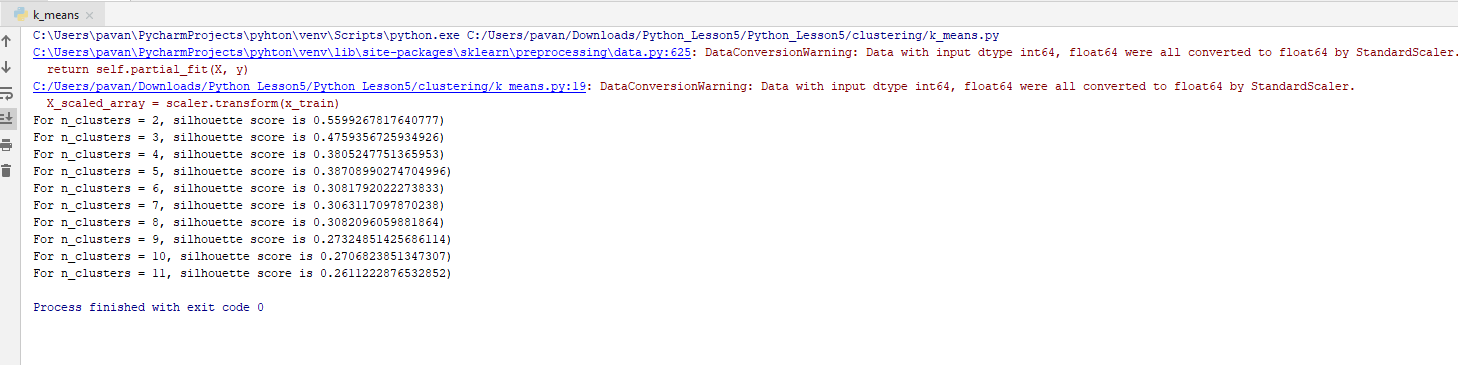 k_means
C:\Users\pavan\PycharmProjects\pyhton\venv\Scripts\python.exe C:/Users/pavan/Downloads/Python_Lesson5/Python_Lesson5/clustering/k_means.py
C:\Users\pavan\PycharmProjects\pyhton\venv\lib\site-packages\sklearn\preprocessing\data.py:625: DataConversionWarning: Data with input dtype int64, float64 were all converted to float64 by StandardScaler.
return self.partial_fit(X, y)
C:/Users/pavan/Downloads/Python_Lesson5/Python_Lesson5/clustering/k_means.py:19: DataConversionWarning: Data with input dtype int64, float64 were all converted to float64 by StandardScaler.
X_scaled_array = scaler.transform(x_train)
For n_clusters = 2, silhouette score is 0.5599267817640777)
For n_clusters = 3, silhouette score is 0.4759356725934926)
For n_clusters = 4, silhouette score is 0.3805247751365953)
For n_clusters = 5, silhouette score is 0.38708990274704996)
For n_clusters = 6, silhouette score is 0.3081792022273833)
For n_clusters = 7, silhouette score is 0.3063117097870238)
For n_clusters = 8, silhouette score is 0.3082096059881864)
For n_clusters = 9, silhouette score is 0.27324851425686114)
For n_clusters = 10, silhouette score is 0.2706823851347307)
For n_clusters = 11, silhouette score is 0.2611222876532852)
Process finished with exit code 0